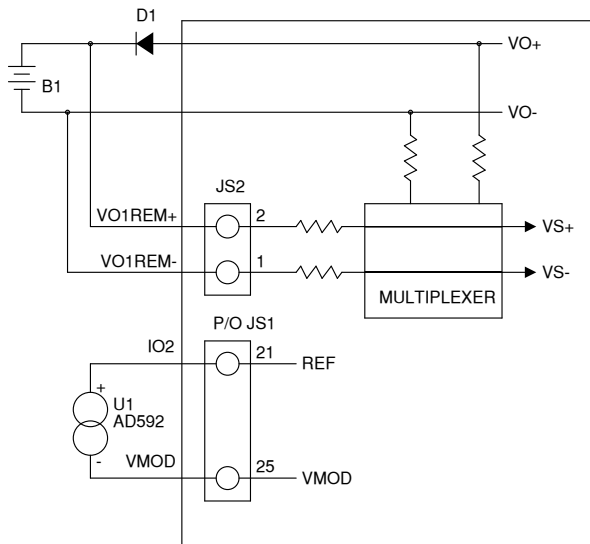 D1
VO+
B1
VO-
JS2
VO1REM+
2
VS+
VO1REM-
1
VS-
MULTIPLEXER
P/O JS1
IO2
21
REF
+
U1
AD592
-
VMOD
25
VMOD